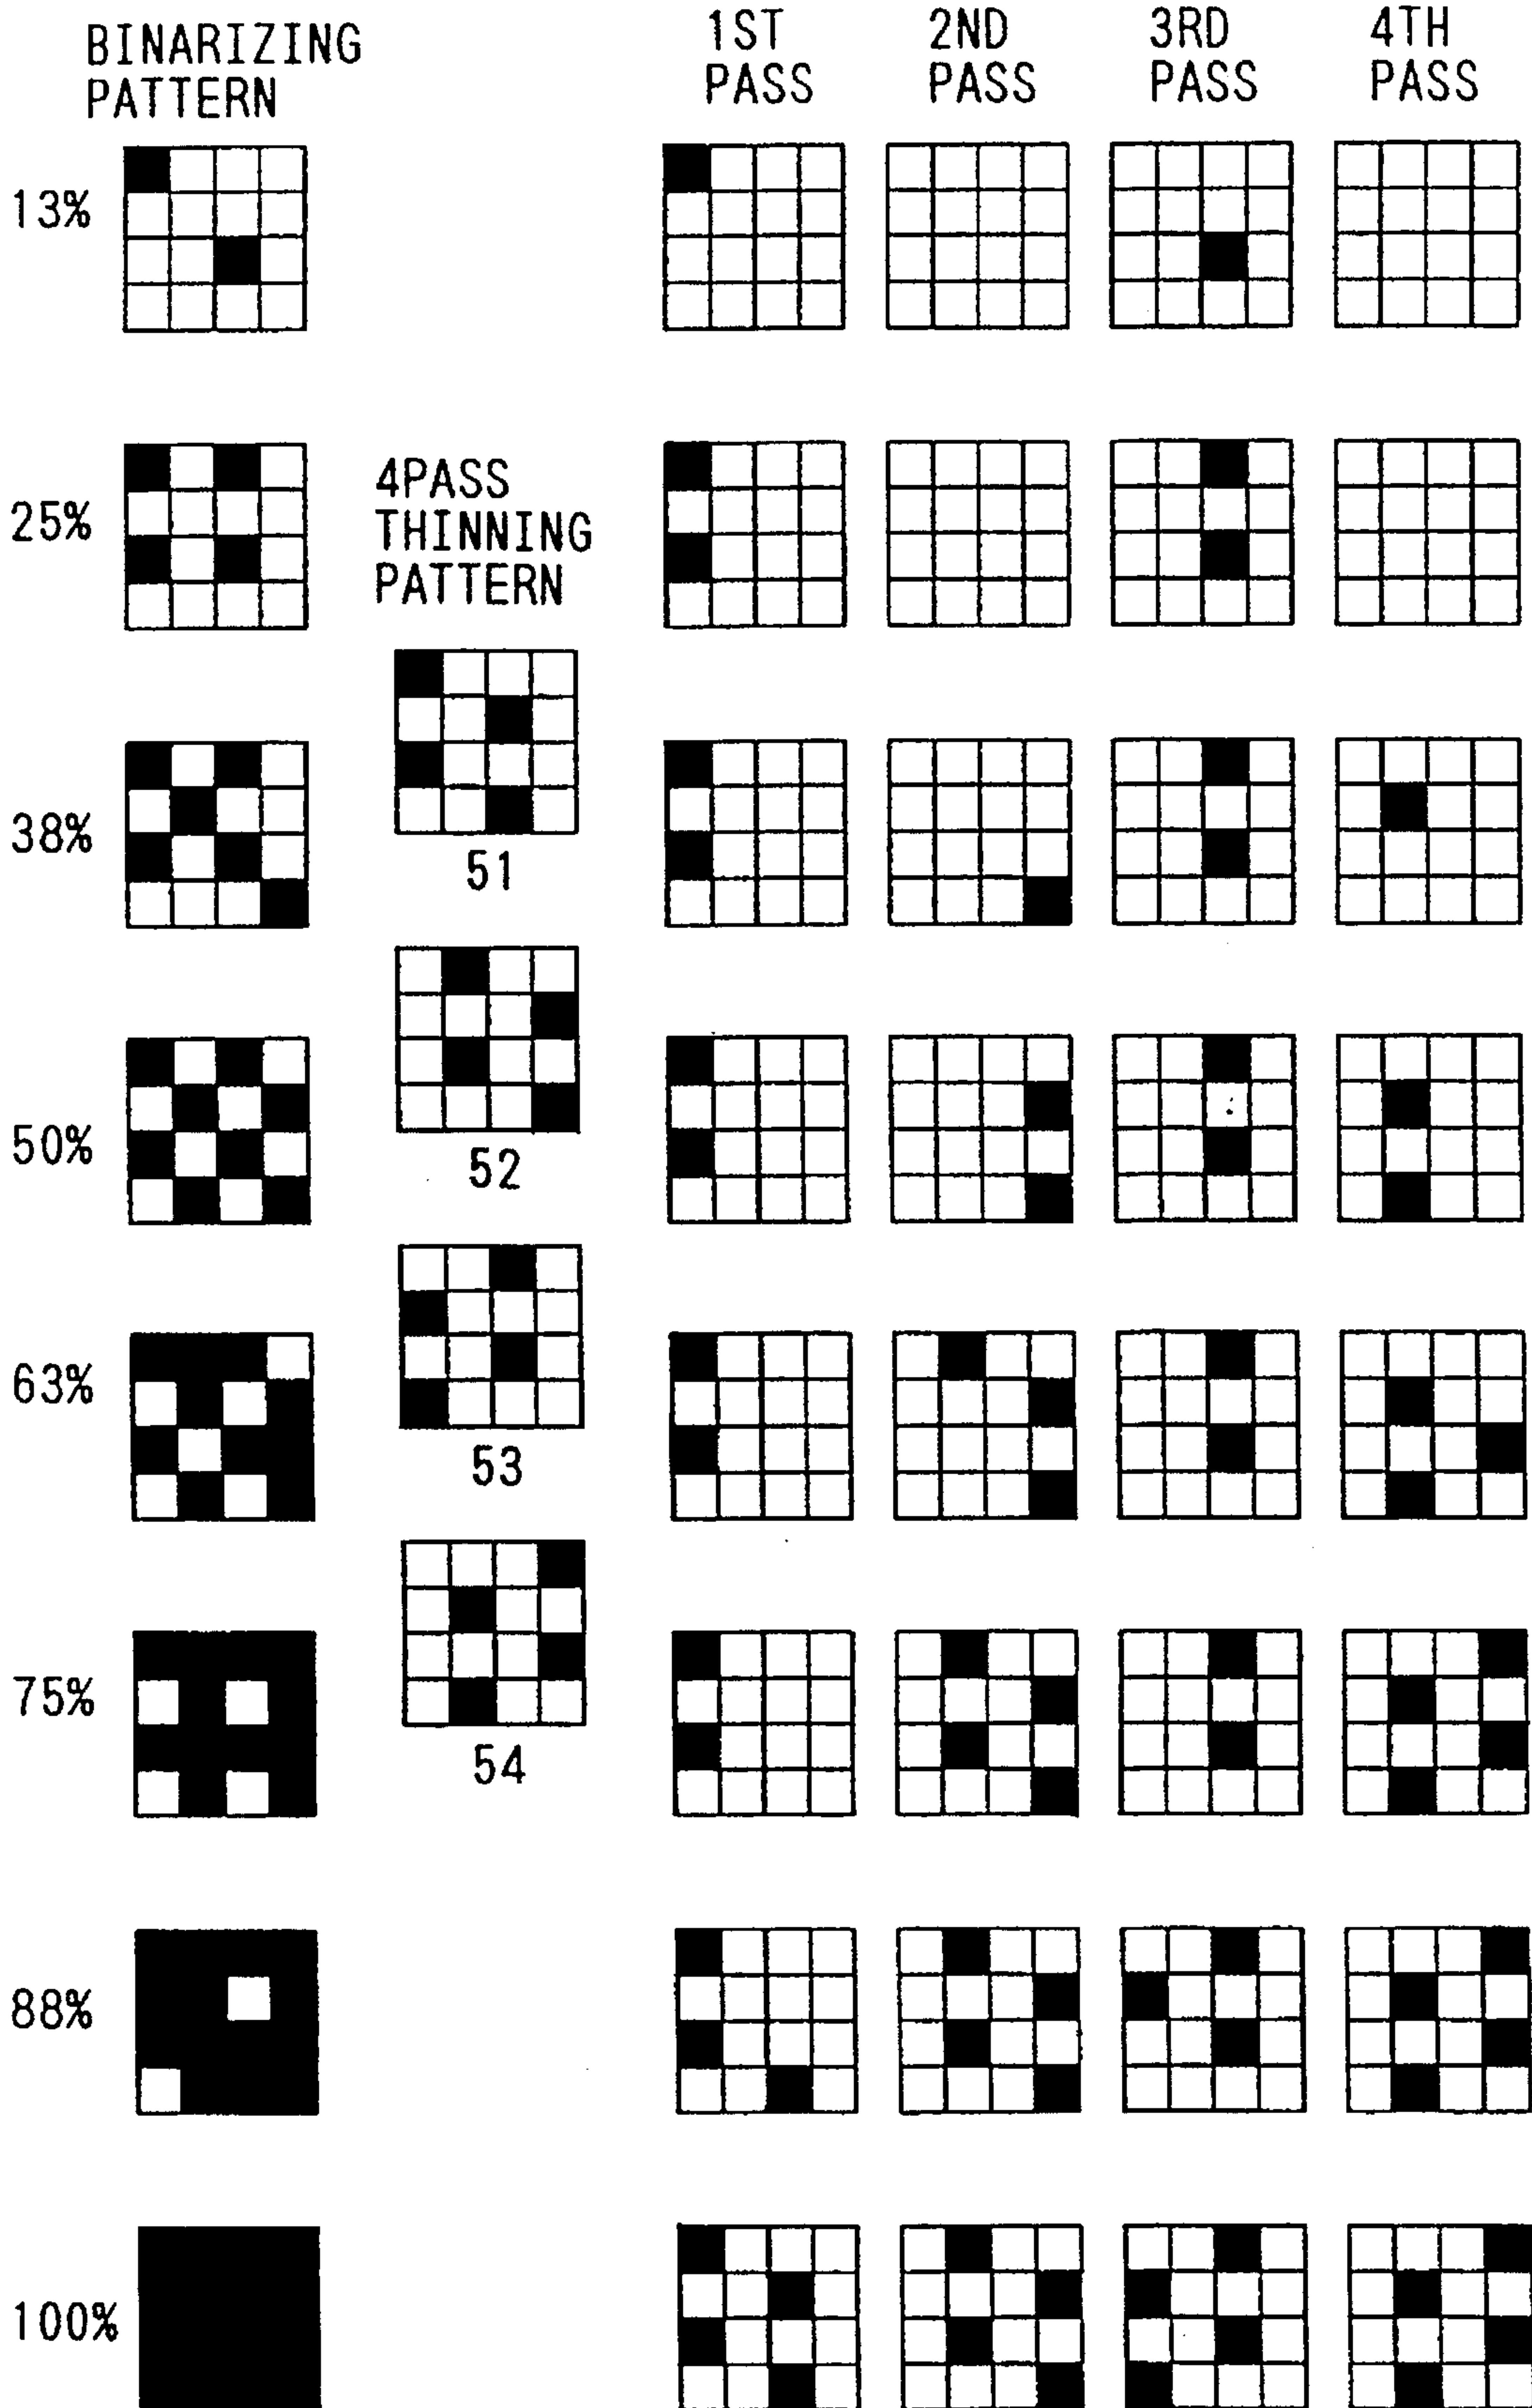 BINARIZING
PATTERN
1ST
PASS
2ND
PASS
3RD
PASS
4TH
PASS
13%
25%
4PASS
THINNING
PATTERN
38%
51
50%
52
63%
53
75%
54
88%
100%